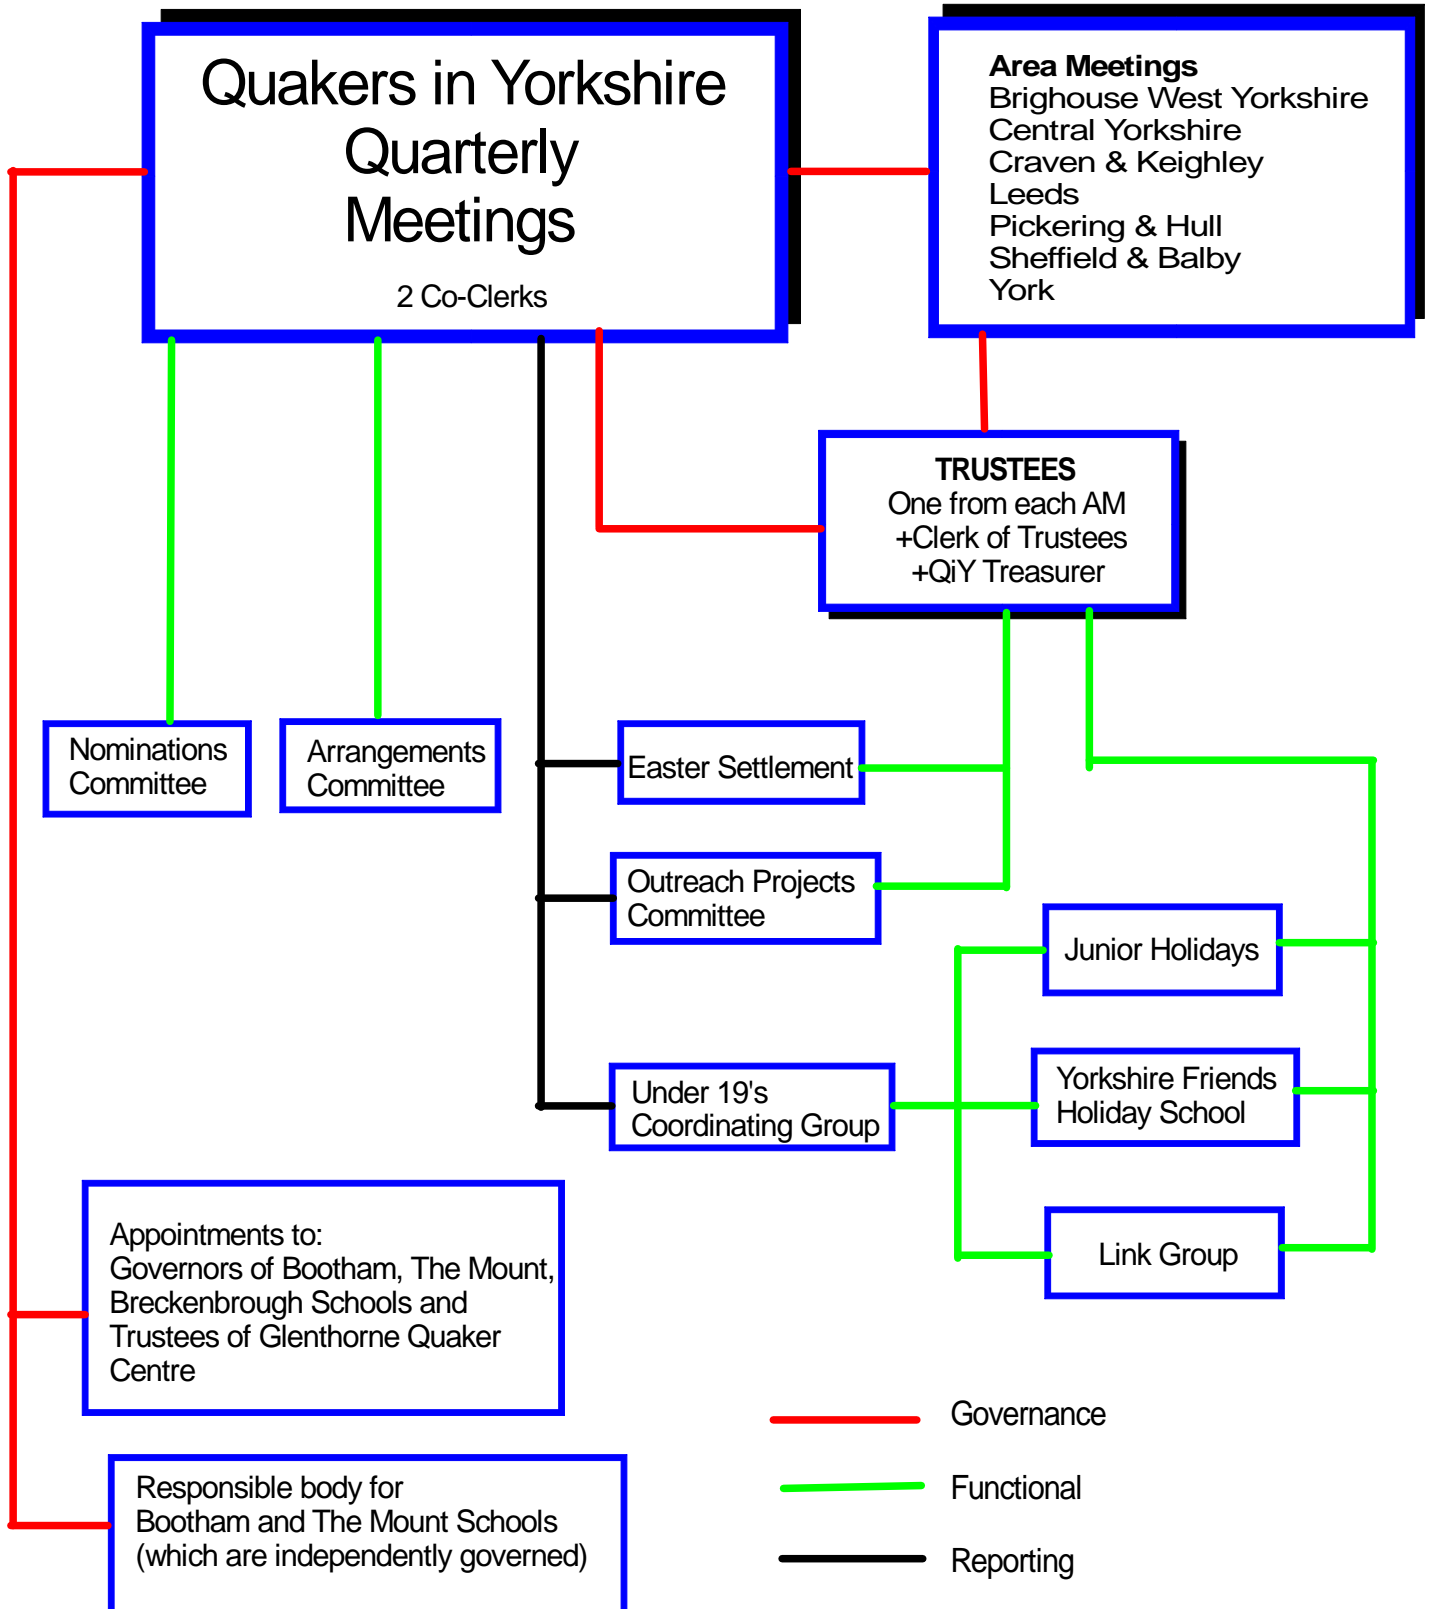 Quakers in Yorkshire
Quarterly
Meetings
2 Co-Clerks
Area Meetings
Brighouse West Yorkshire
Central Yorkshire
Craven & Keighley
Leeds
Pickering & Hull
Sheffield & Balby
York
TRUSTEES
One from each AM
+Clerk of Trustees
+QiY Treasurer
Nominations
Committee
Arrangements
Committee
Easter Settlement
Outreach Projects
Committee
Junior Holidays
Under 19's
Coordinating Group
Yorkshire Friends
Holiday School
Link Group
Appointments to:
Governors of Bootham, The Mount,
Breckenbrough Schools and
Trustees of Glenthorne Quaker
Centre
Responsible body for
Bootham and The Mount Schools
(which are independently governed)
Governance
Functional
Reporting